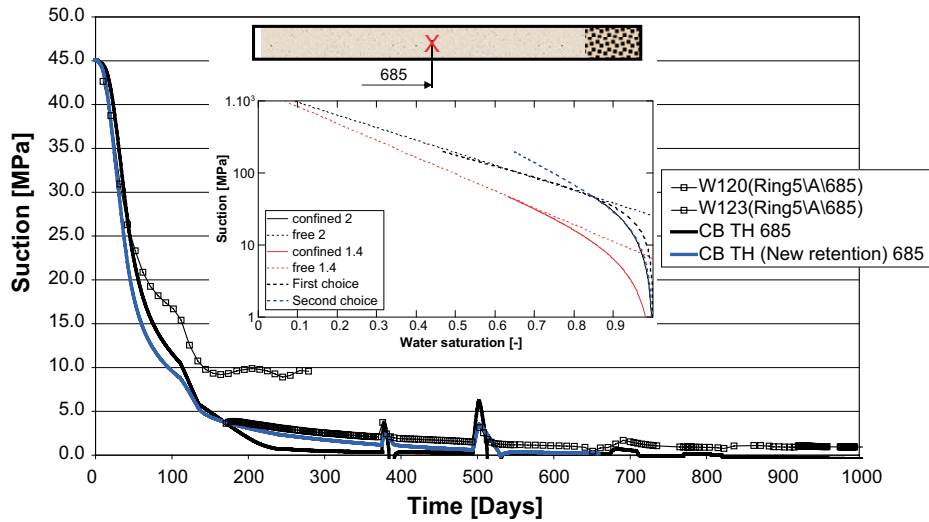 50.0
45.0
40.0
35.0
30.0
25.0
20.0
15.0
10.0
5.0
0.0
Suction [MPa]
0
100
200
300
400
500
600
700
800
900
1000
Time [Days]
X
685
1.10³
100
10
1
Suction [MPa]
0
0.1
0.2
0.3
0.4
0.5
0.6
0.7
0.8
0.9
Water saturation [-]
confined 2
free 2
confined 1.4
free 1.4
First choice
Second choice
W120(Ring5\A\685)
W123(Ring5\A\685)
CB TH 685
CB TH (New retention) 685